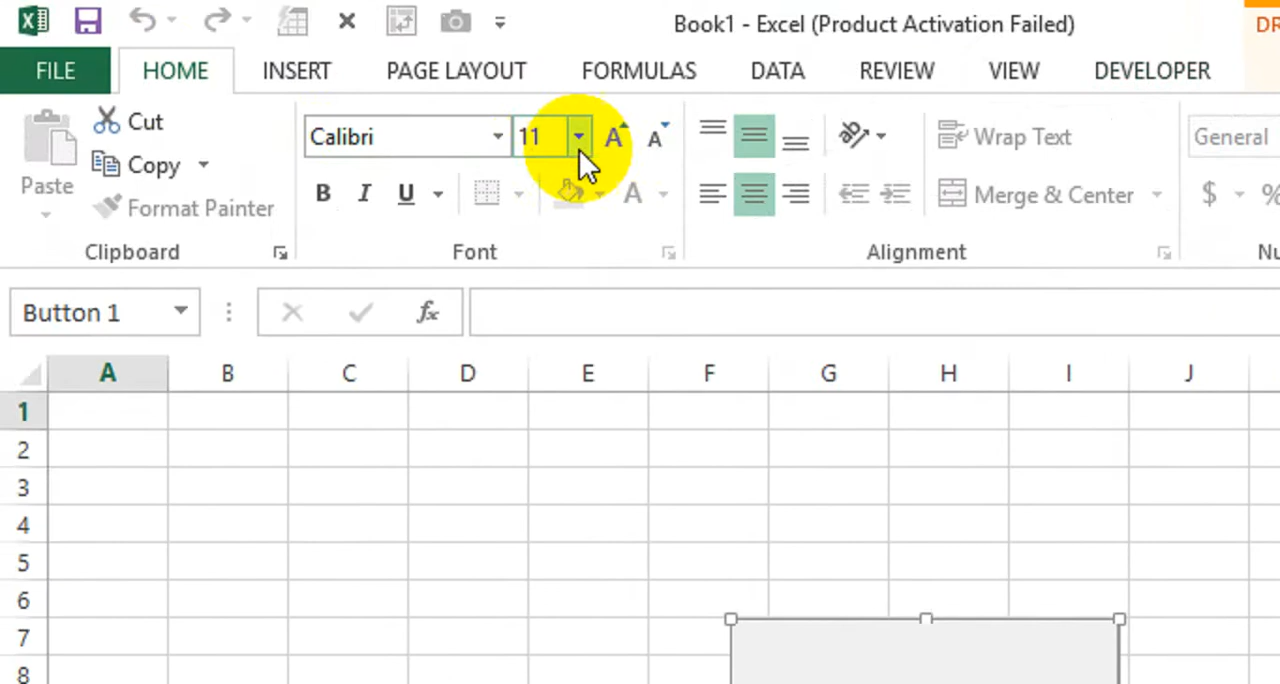 Book1 - Excel (Product Activation Failed)
FILE HOME INSERT PAGE LAYOUT FORMULAS DATA REVIEW VIEW DEVELOPER
Cut
Copy
Paste
Format Painter
Clipboard
Calibri 11 A A
B I U A
Font
ab
Wrap Text
Merge & Center
Alignment
General
$ %
Button 1
fx
A B C D E F G H I J
1
2
3
4
5
6
7
8